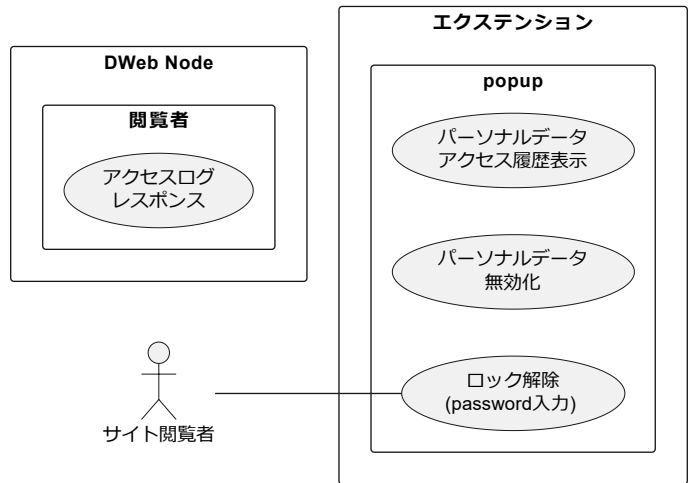 DWeb Node
閲覧者
アクセスログ
レスポンス
エクステンション
popup
パーソナルデータ
アクセス履歴表示
パーソナルデータ
無効化
ロック解除
(password入力)
サイト閲覧者